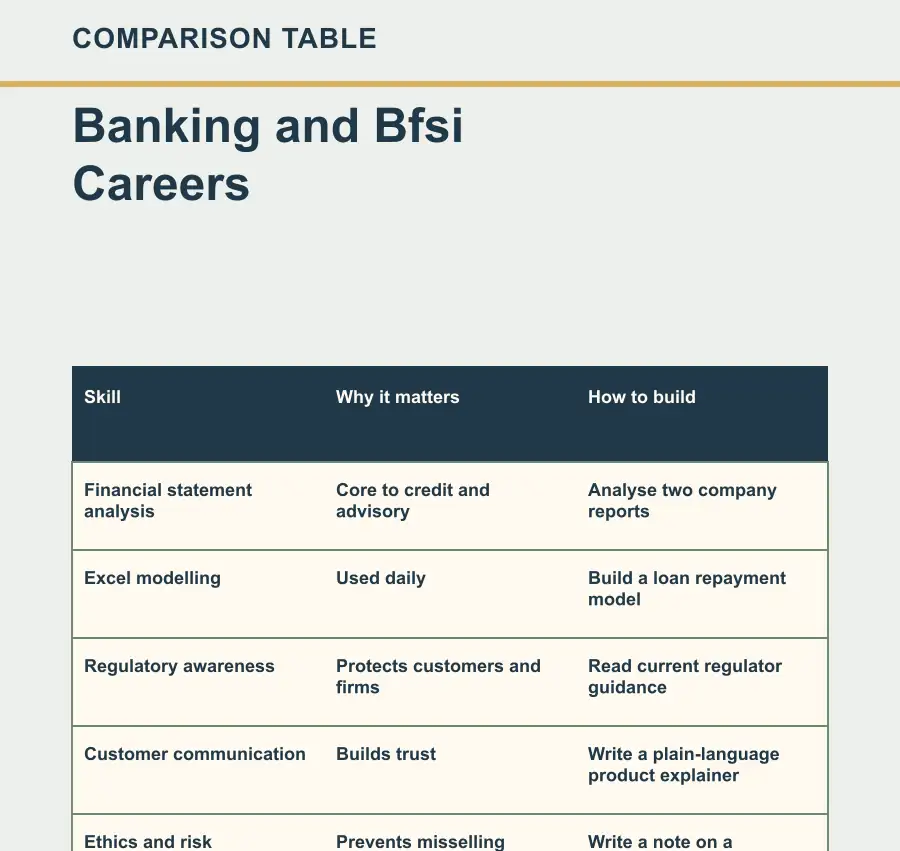 COMPARISON TABLE
Banking and Bfsi
Careers
Skill
Why it matters
How to build
Financial statement
analysis
Core to credit and
advisory
Analyse two company
reports
Excel modelling
Used daily
Build a loan repayment
model
Regulatory awareness
Protects customers and
firms
Read current regulator
guidance
Customer communication
Builds trust
Write a plain-language
product explainer
Ethics and risk
Prevents misselling
Write a note on a